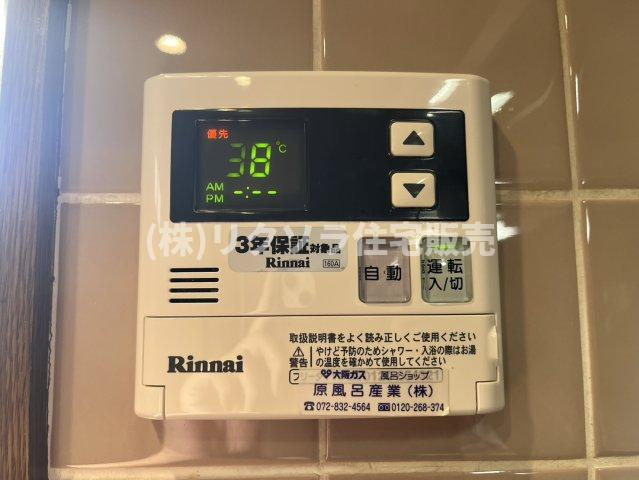 優先
38℃
AM
PM -:--
(株)リクソラ住宅販売
3年保証対象品
Rinnai 160A
自動
運転
入/切
取扱説明書をよく読み正しくご使用ください
警告 やけど予防のためシャワー・入浴の際はお湯
の温度を確かめて使用してください
Rinnai
大阪ガス 風呂ショップ
原風呂産業(株)
☎072-832-4564 0120-268-374